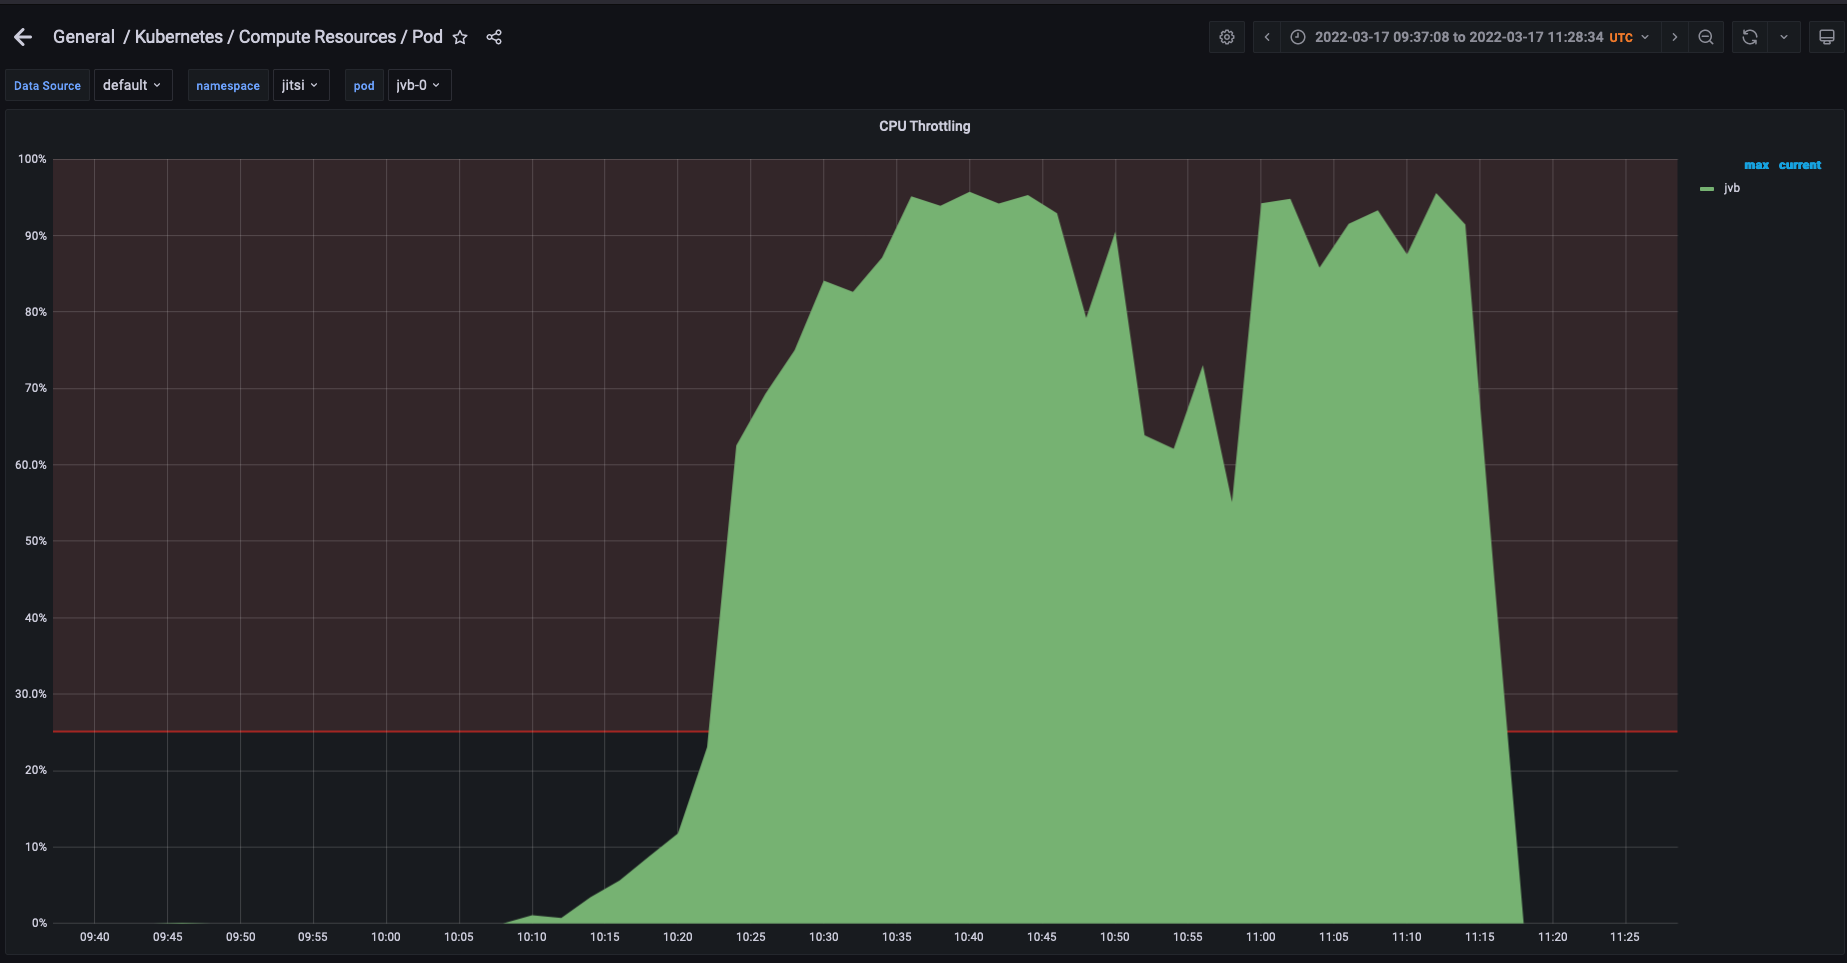 General / Kubernetes / Compute Resources / Pod
2022-03-17 09:37:08 to 2022-03-17 11:28:34 UTC
Data Source default namespace jitsi pod jvb-0
CPU Throttling
max current
jvb
100%
90%
80%
70%
60.0%
50%
40%
30.0%
20%
10%
0%
09:40 09:45 09:50 09:55 10:00 10:05 10:10 10:15 10:20 10:25 10:30 10:35 10:40 10:45 10:50 10:55 11:00 11:05 11:10 11:15 11:20 11:25